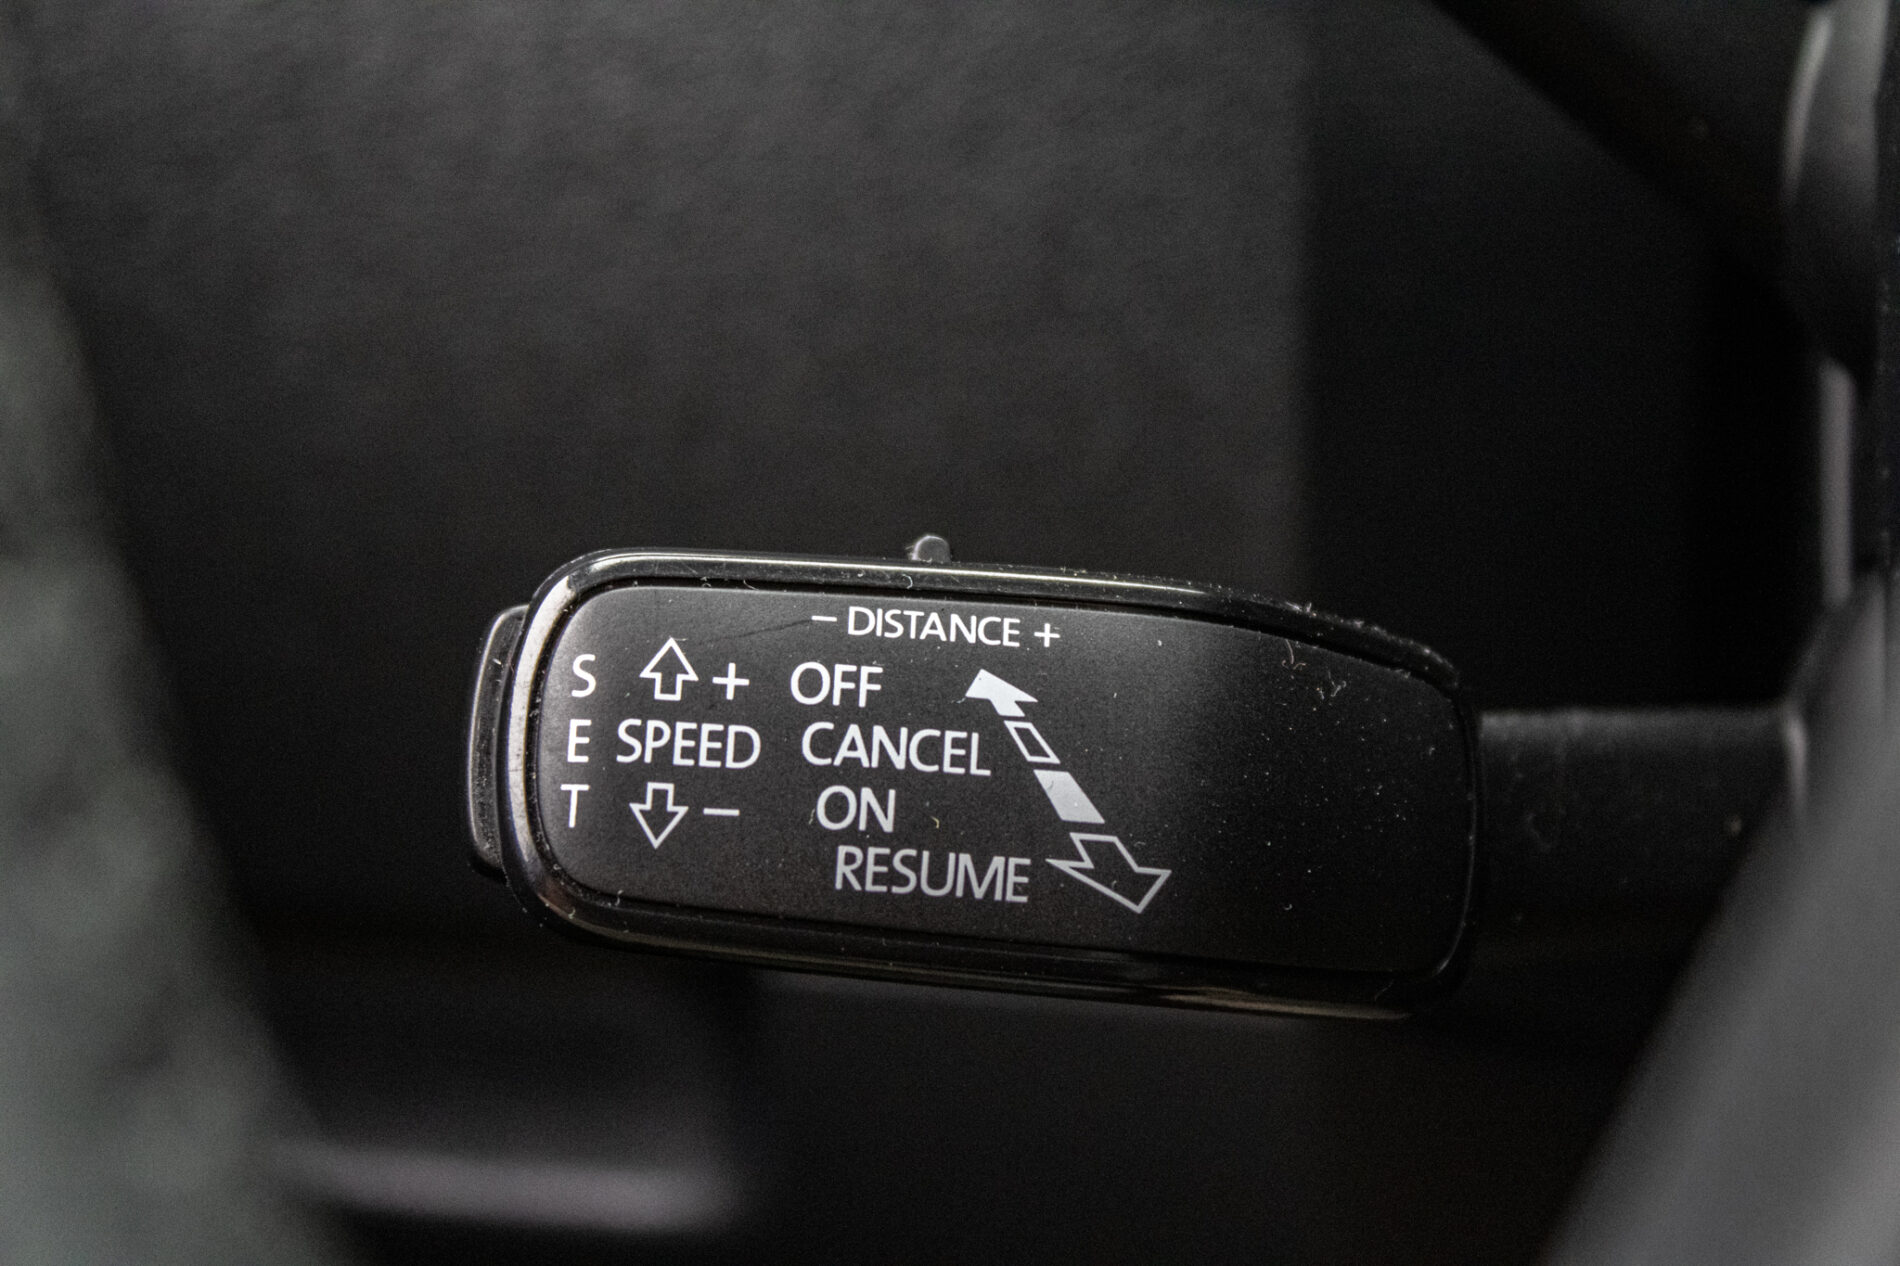 − DISTANCE +
S + OFF
E SPEED CANCEL
T − ON
RESUME